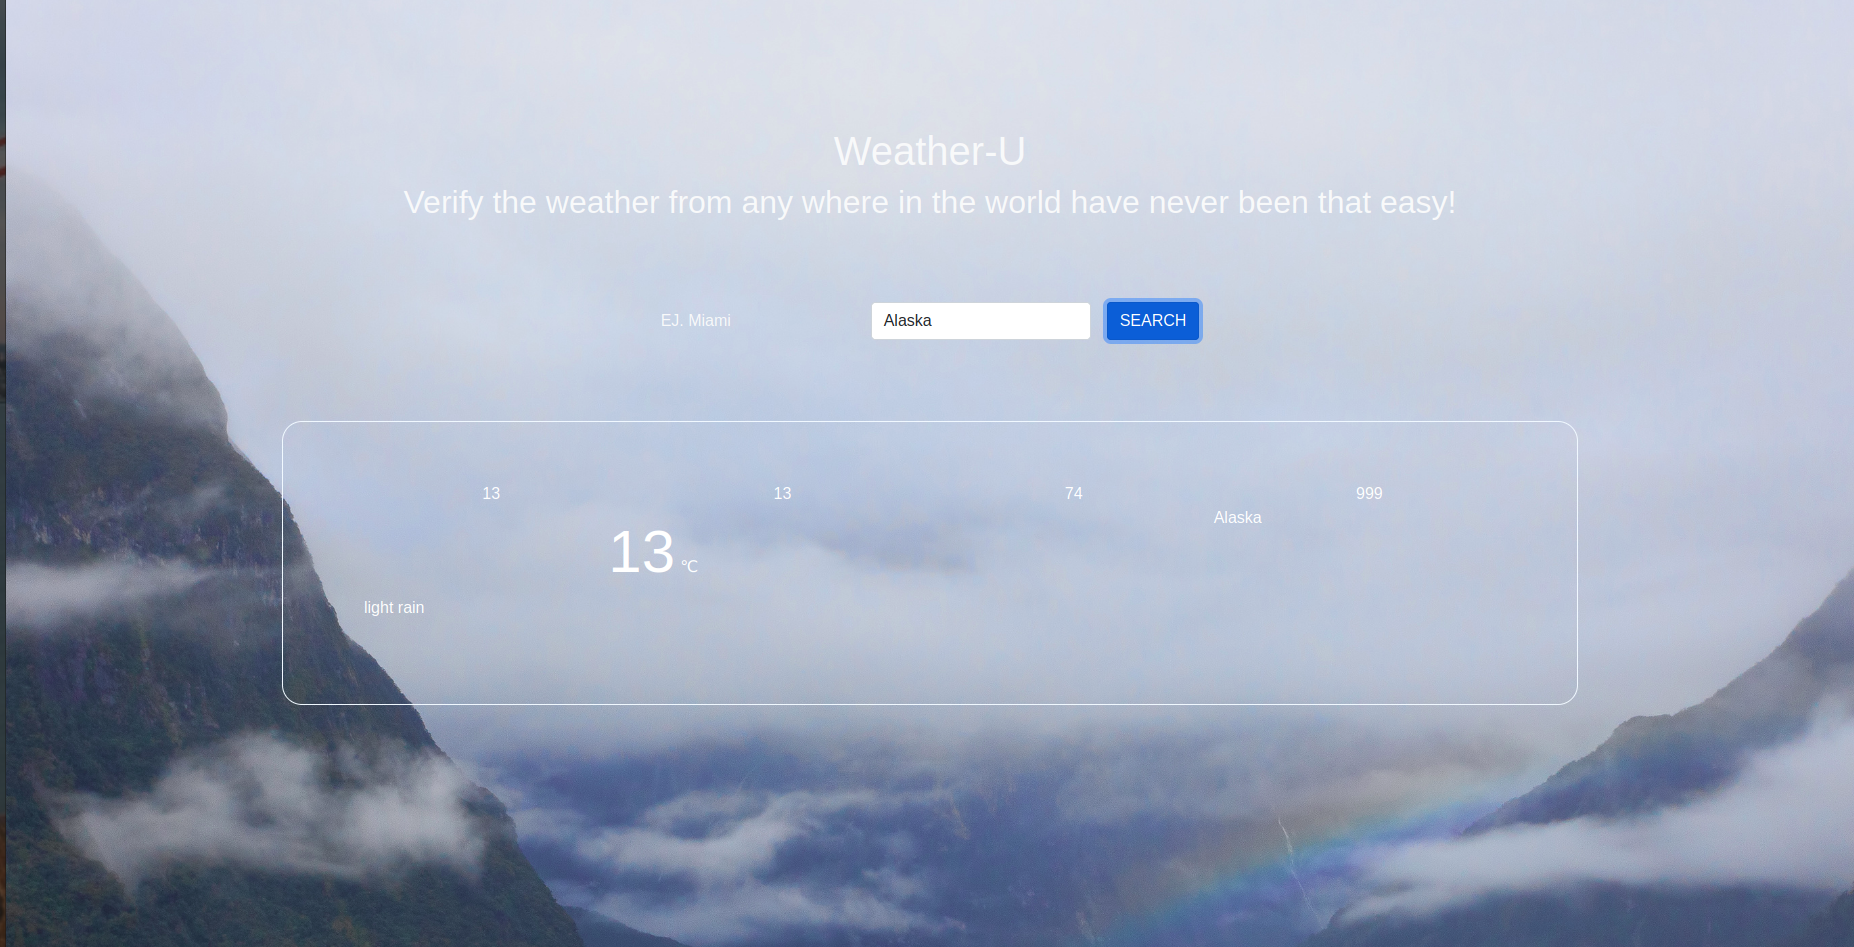 Weather-U
Verify the weather from any where in the world have never been that easy!
EJ. Miami Alaska SEARCH
13 13 74 999
Alaska
13 °C
light rain